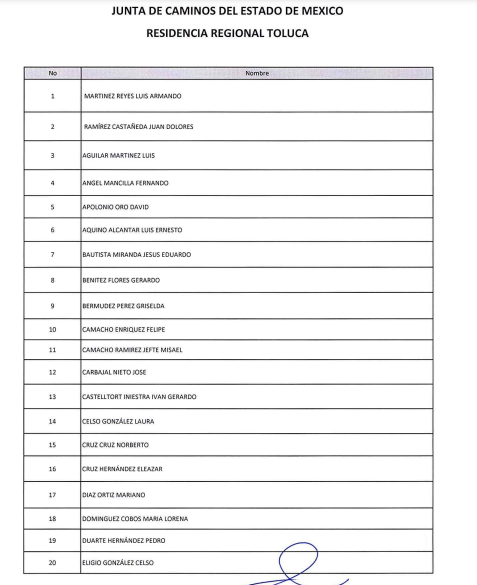 JUNTA DE CAMINOS DEL ESTADO DE MEXICO
RESIDENCIA REGIONAL TOLUCA
No Nombre
1 MARTINEZ REYES LUIS ARMANDO
2 RAMÍREZ CASTAÑEDA JUAN DOLORES
3 AGUILAR MARTINEZ LUIS
4 ANGEL MANCILLA FERNANDO
5 APOLONIO ORO DAVID
6 AQUINO ALCANTAR LUIS ERNESTO
7 BAUTISTA MIRANDA JESUS EDUARDO
8 BENITEZ FLORES GERARDO
9 BERMUDEZ PEREZ GRISELDA
10 CAMACHO ENRIQUEZ FELIPE
11 CAMACHO RAMIREZ JEFTE MISAEL
12 CARBAJAL NIETO JOSE
13 CASTELLTORT INIESTRA IVAN GERARDO
14 CELSO GONZÁLEZ LAURA
15 CRUZ CRUZ NORBERTO
16 CRUZ HERNÁNDEZ ELEAZAR
17 DIAZ ORTIZ MARIANO
18 DOMINGUEZ COBOS MARIA LORENA
19 DUARTE HERNÁNDEZ PEDRO
20 ELIGIO GONZÁLEZ CELSO